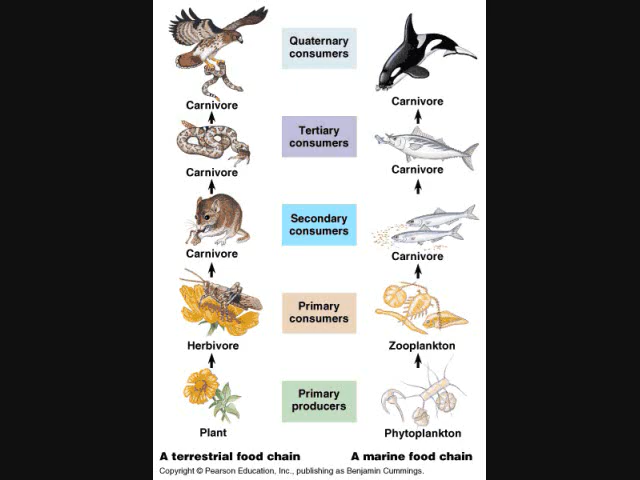 Quaternary
consumers
Carnivore
Carnivore
Tertiary
consumers
Carnivore
Carnivore
Secondary
consumers
Carnivore
Carnivore
Primary
consumers
Herbivore
Zooplankton
Primary
producers
Plant
Phytoplankton
A terrestrial food chain
A marine food chain
Copyright © Pearson Education, Inc., publishing as Benjamin Cummings.